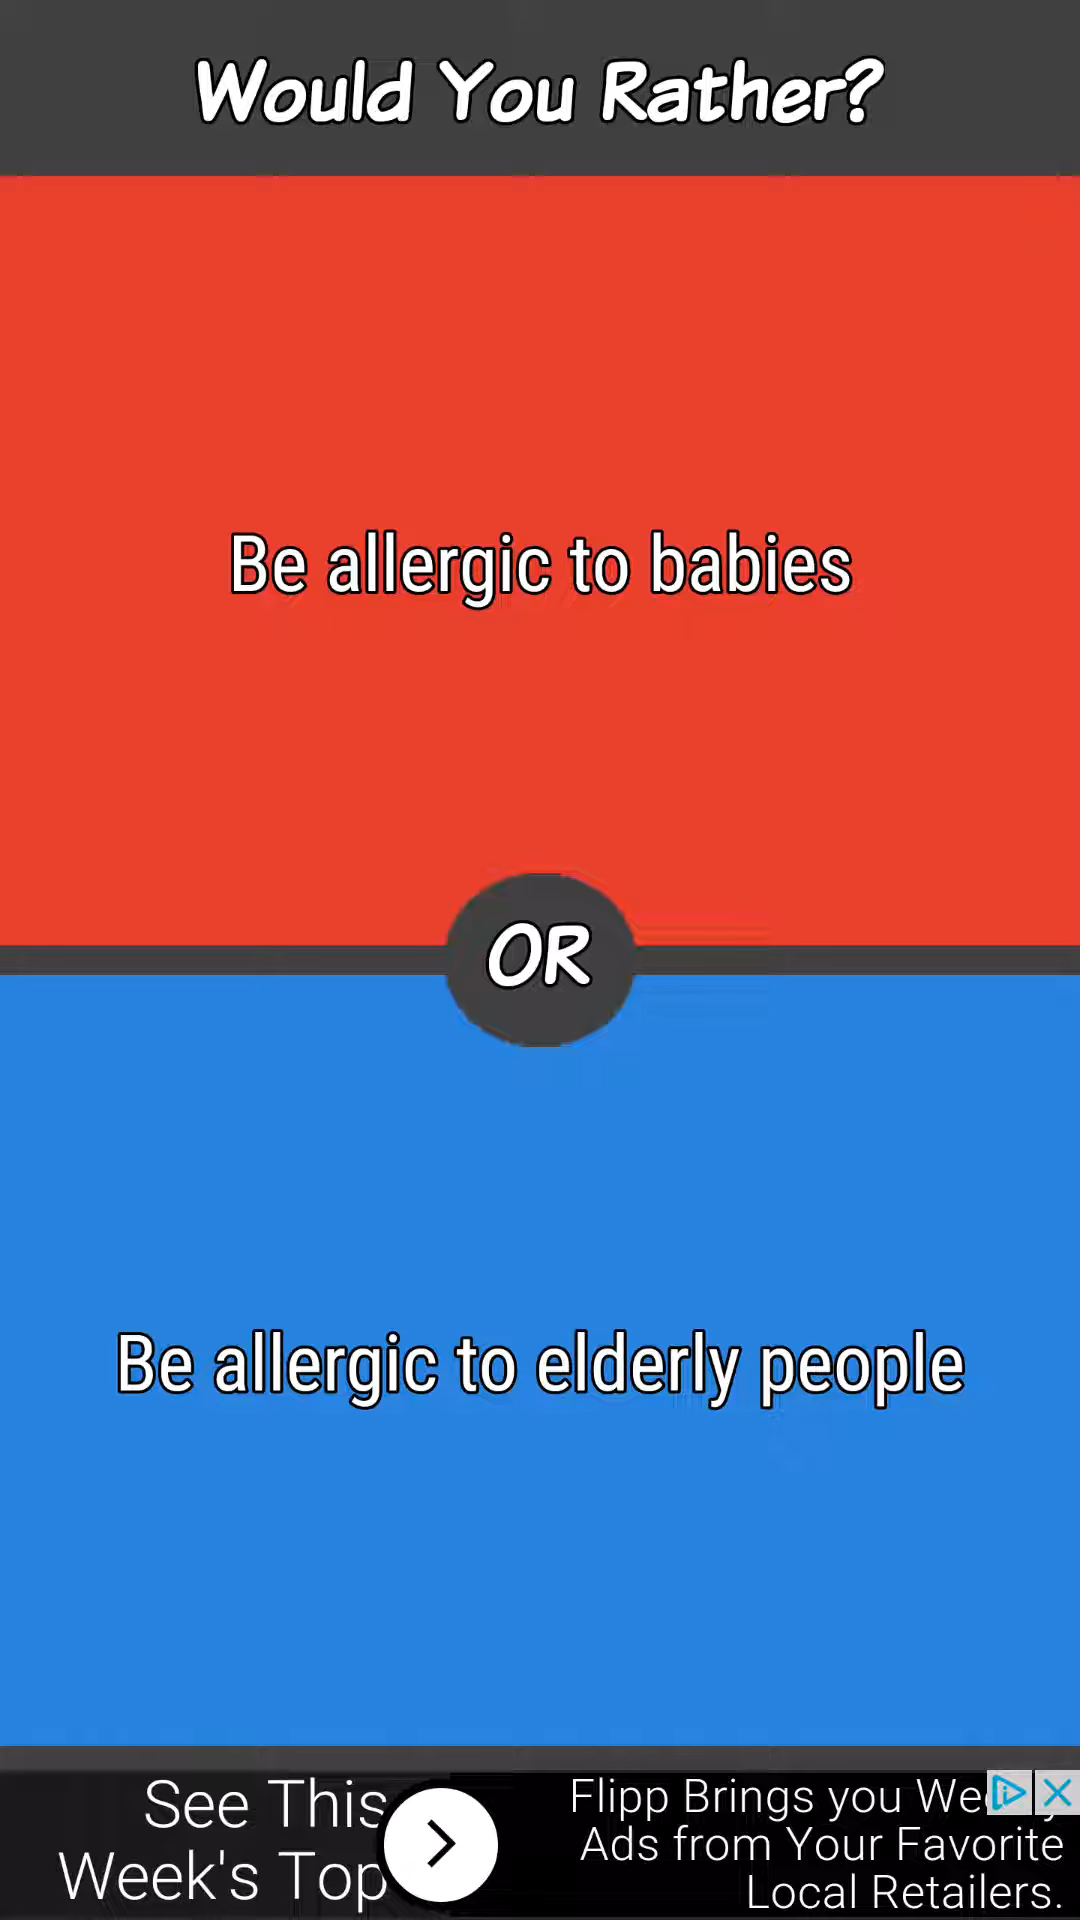 Would You Rather?
Be allergic to babies
OR
Be allergic to elderly people
See This
Week's Top
Flipp Brings you
Ads from Your Favorite
Local Retailers.